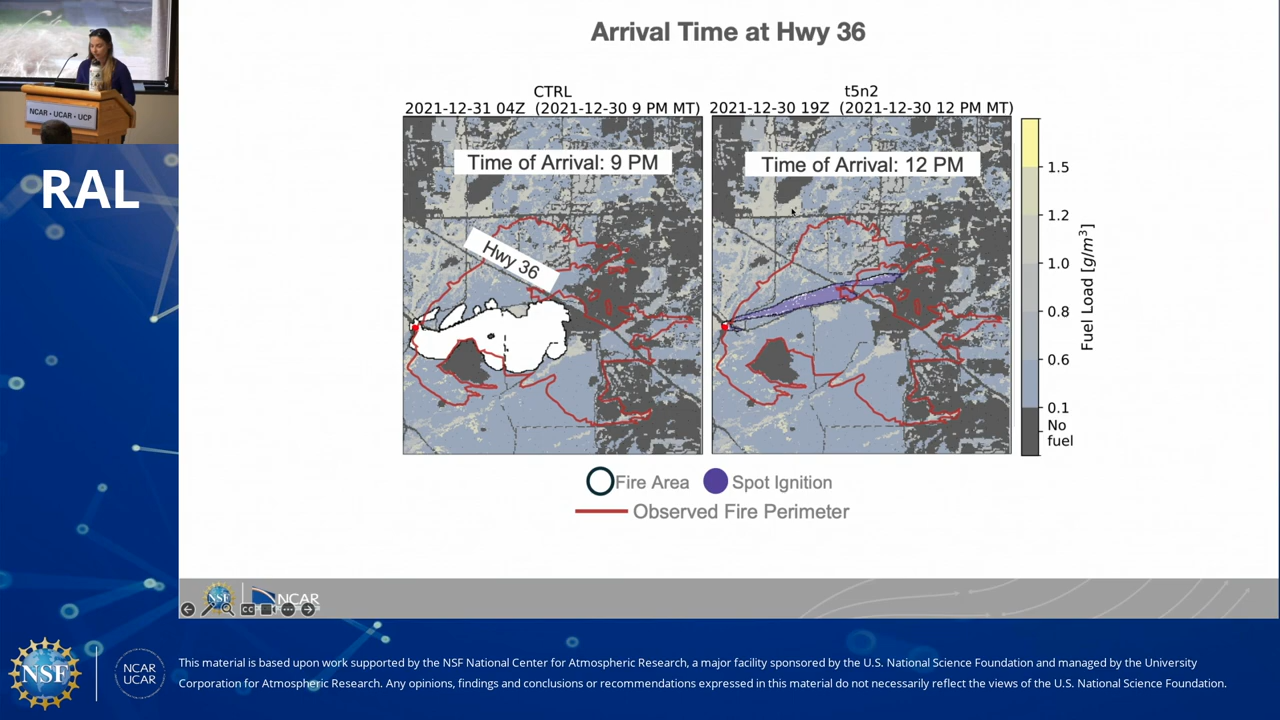 Arrival Time at Hwy 36
NCAR • UCAR • UCP
RAL
CTRL
2021-12-31 04Z (2021-12-30 9 PM MT)
t5n2
2021-12-30 19Z (2021-12-30 12 PM MT)
Time of Arrival: 9 PM
Time of Arrival: 12 PM
Hwy 36
1.5
1.2
1.0
0.8
0.6
0.1
No
fuel
Fuel Load [g/m³]
Fire Area
Spot Ignition
Observed Fire Perimeter
NSF
NCAR
CC
NSF
NCAR
UCAR
This material is based upon work supported by the NSF National Center for Atmospheric Research, a major facility sponsored by the U.S. National Science Foundation and managed by the University
Corporation for Atmospheric Research. Any opinions, findings and conclusions or recommendations expressed in this material do not necessarily reflect the views of the U.S. National Science Foundation.